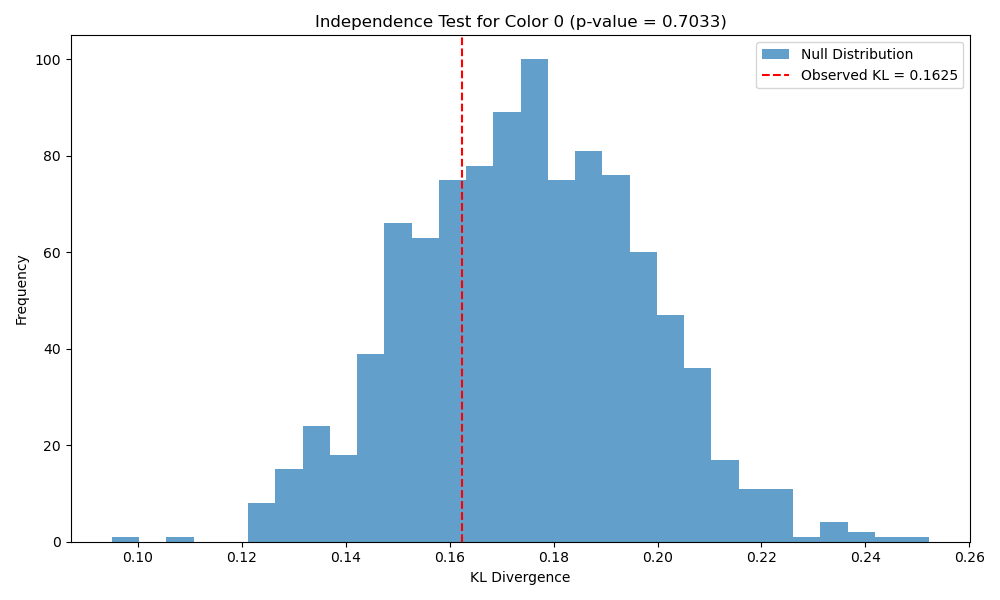 Independence Test for Color 0 (p-value = 0.7033)
Null Distribution
Observed KL = 0.1625
Frequency
100
80
60
40
20
0
0.10 0.12 0.14 0.16 0.18 0.20 0.22 0.24 0.26
KL Divergence